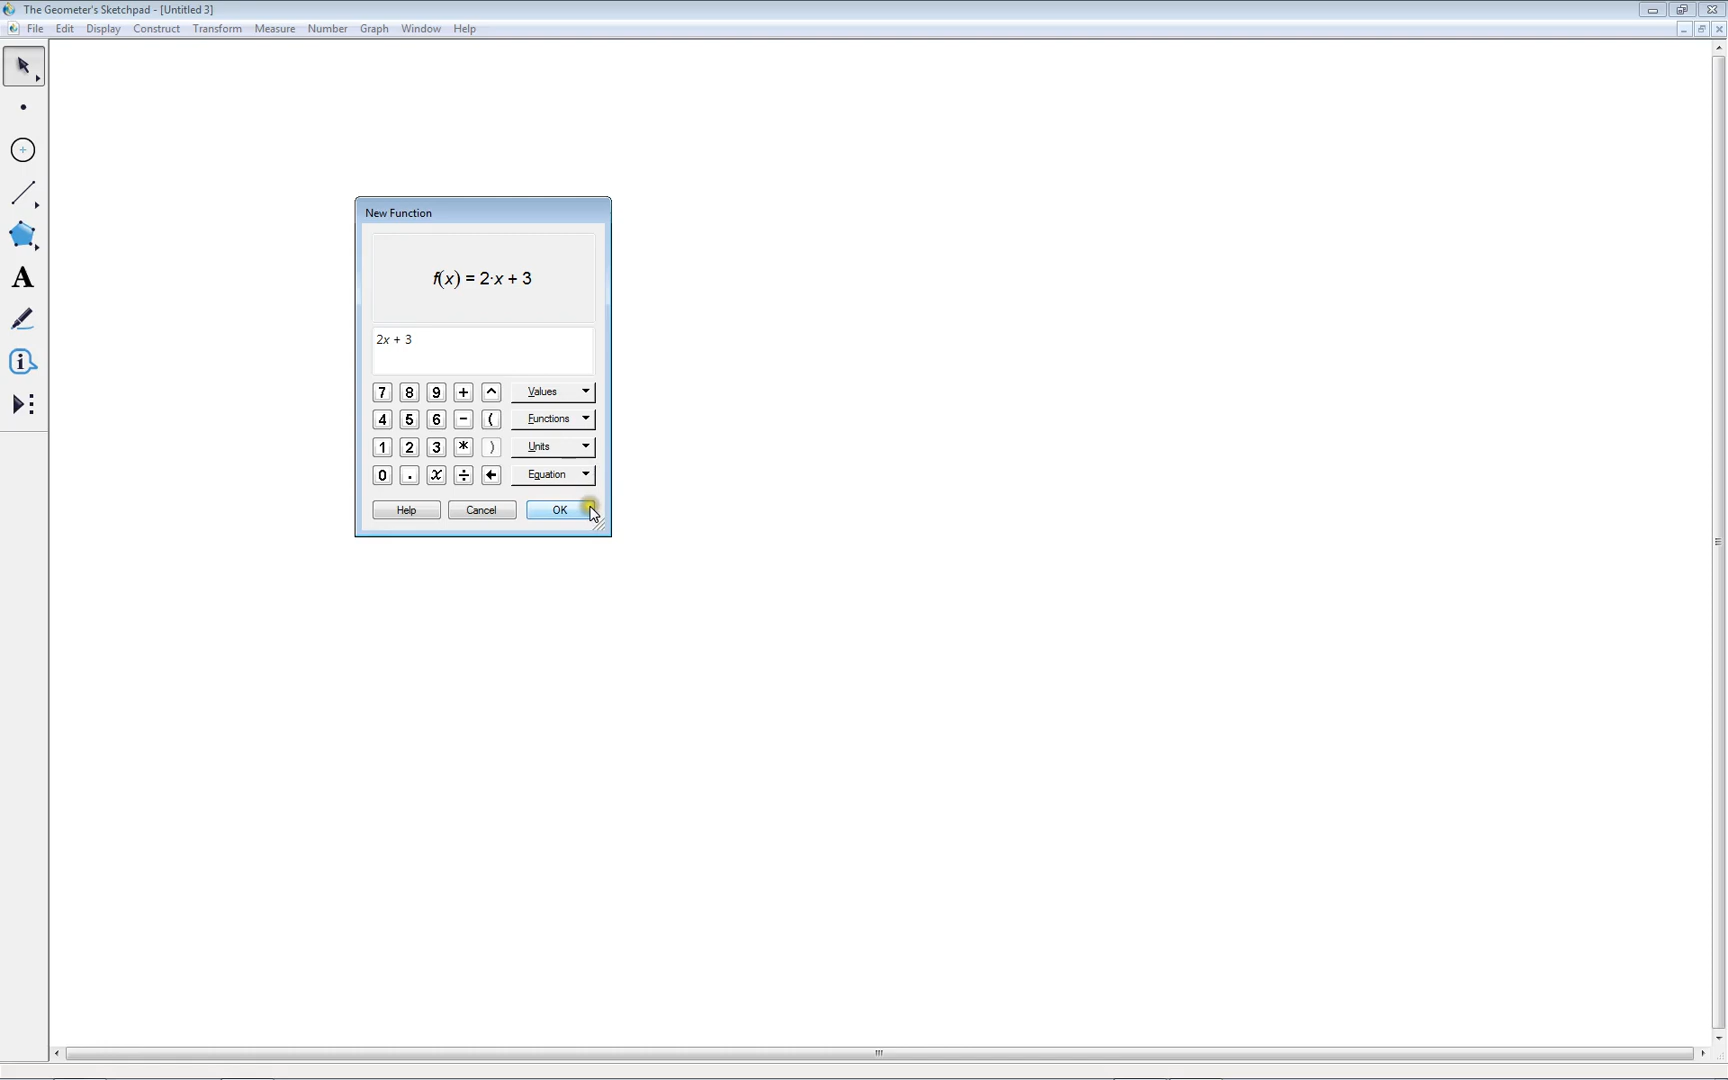 The Geometer's Sketchpad - [Untitled 3]
File Edit Display Construct Transform Measure Number Graph Window Help
A
i
New Function
f(x) = 2·x + 3
2x + 3
7 8 9 + ^ Values
4 5 6 − ( Functions
1 2 3 * ) Units
0 . x ÷ ← Equation
Help Cancel OK